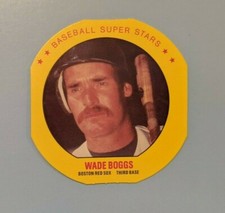 ★ ★ BASEBALL SUPER STARS ★ ★
WADE BOGGS
BOSTON RED SOX THIRD BASE